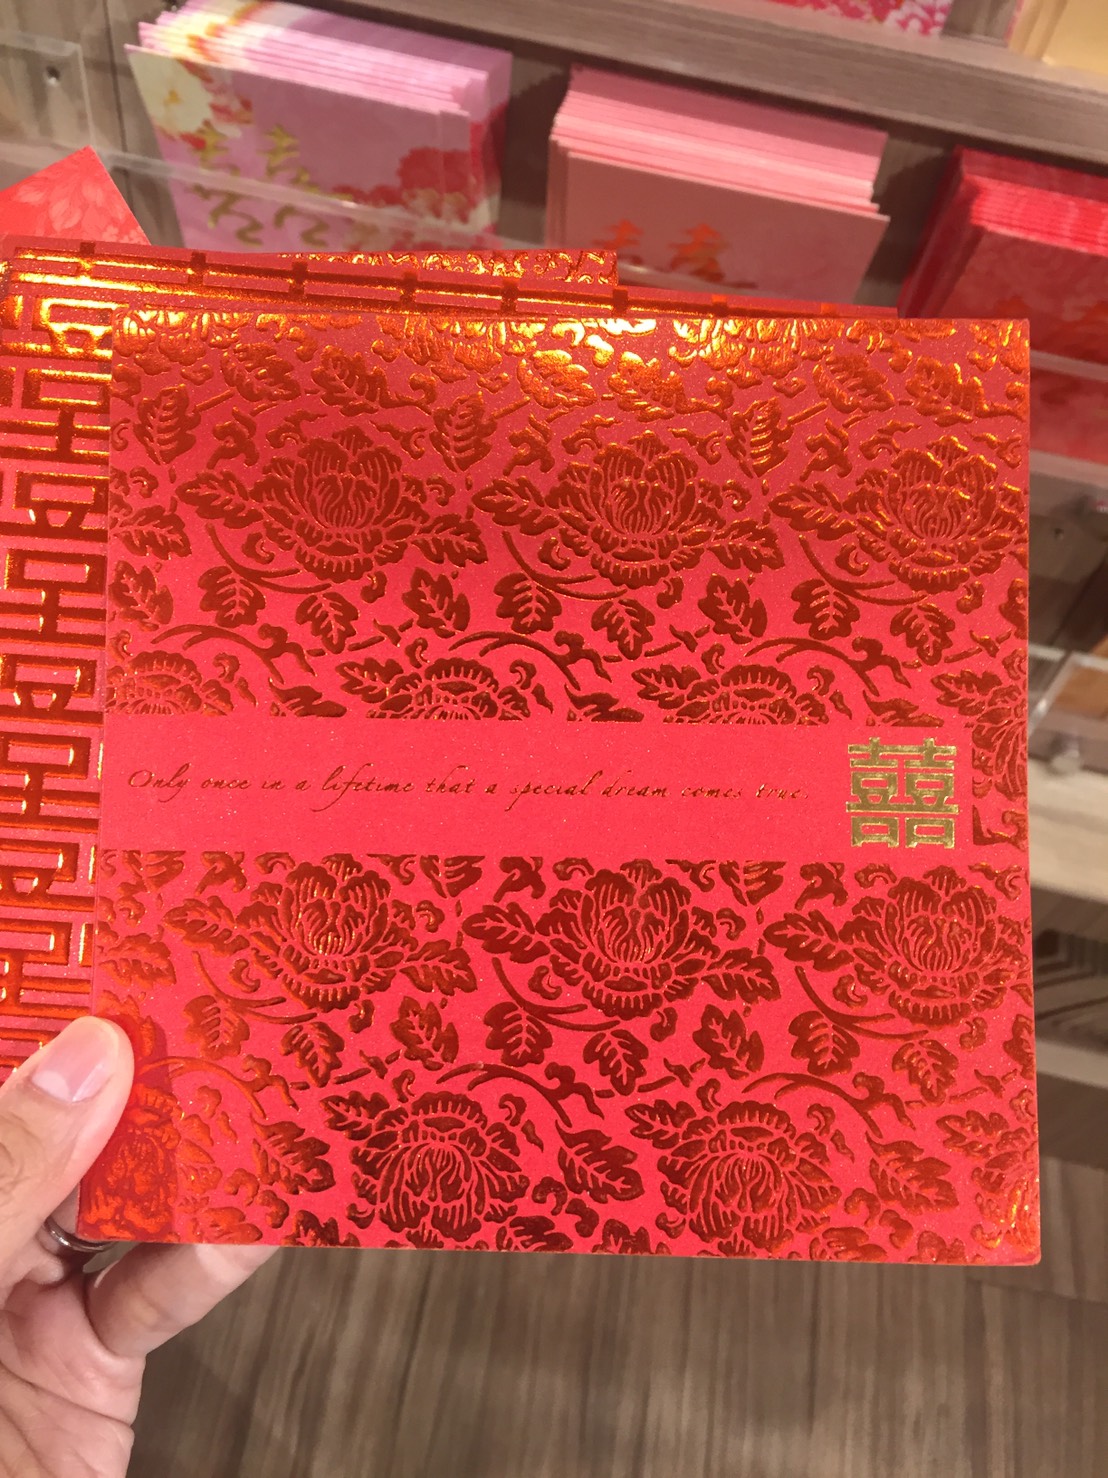 Only once in a lifetime that a special dream comes true.
囍